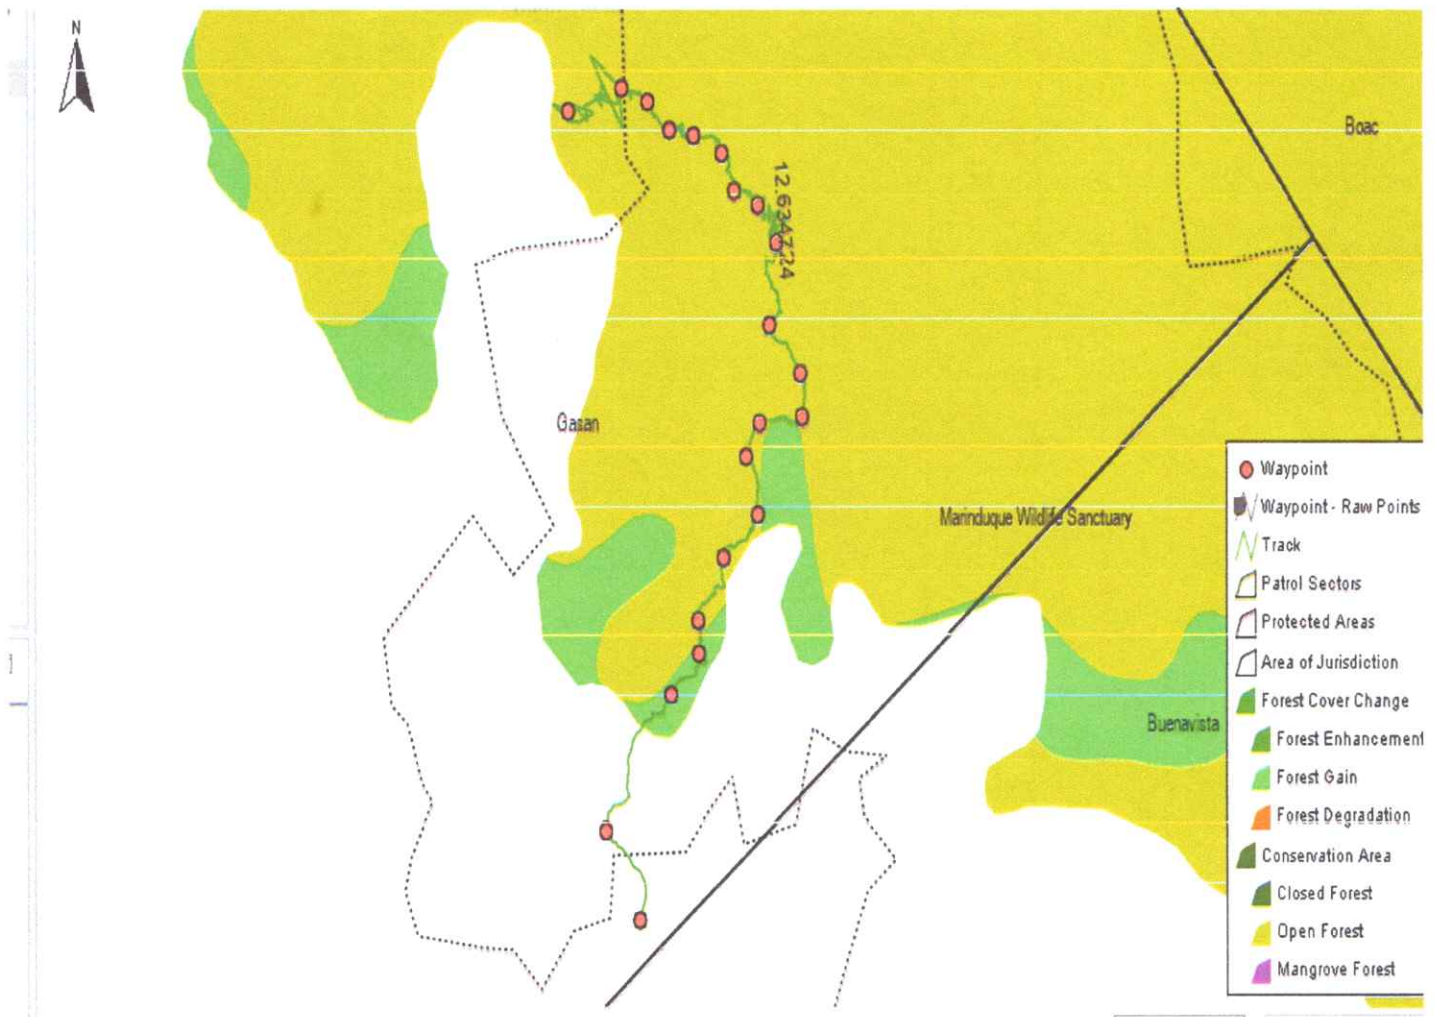 N
Boac
12.6347224
Gasan
Marinduque Wildlife Sanctuary
Buenavista
Waypoint
Waypoint - Raw Points
Track
Patrol Sectors
Protected Areas
Area of Jurisdiction
Forest Cover Change
Forest Enhancement
Forest Gain
Forest Degradation
Conservation Area
Closed Forest
Open Forest
Mangrove Forest